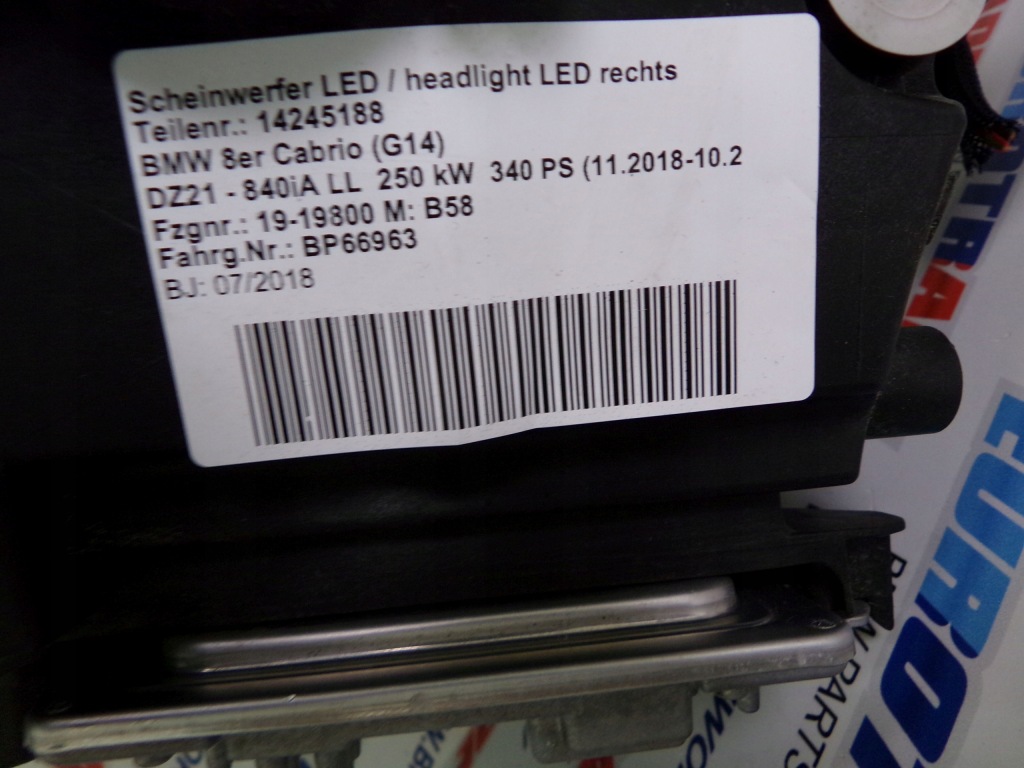 Scheinwerfer LED / headlight LED rechts
Teilenr.: 14245188
BMW 8er Cabrio (G14)
DZ21 - 840iA LL 250 kW 340 PS (11.2018-10.2
Fzgnr.: 19-19800 M: B58
Fahrg.Nr.: BP66963
BJ: 07/2018